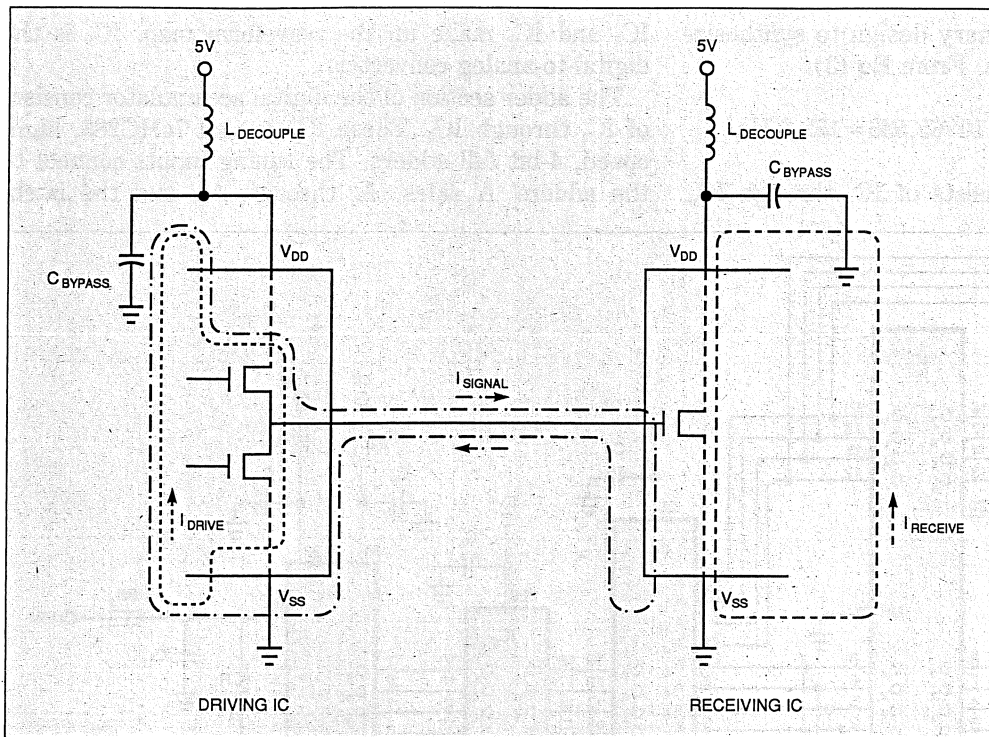 5V
5V
L DECOUPLE
L DECOUPLE
C BYPASS
V DD
V DD
C BYPASS
I SIGNAL
I DRIVE
I RECEIVE
V SS
V SS
DRIVING IC
RECEIVING IC